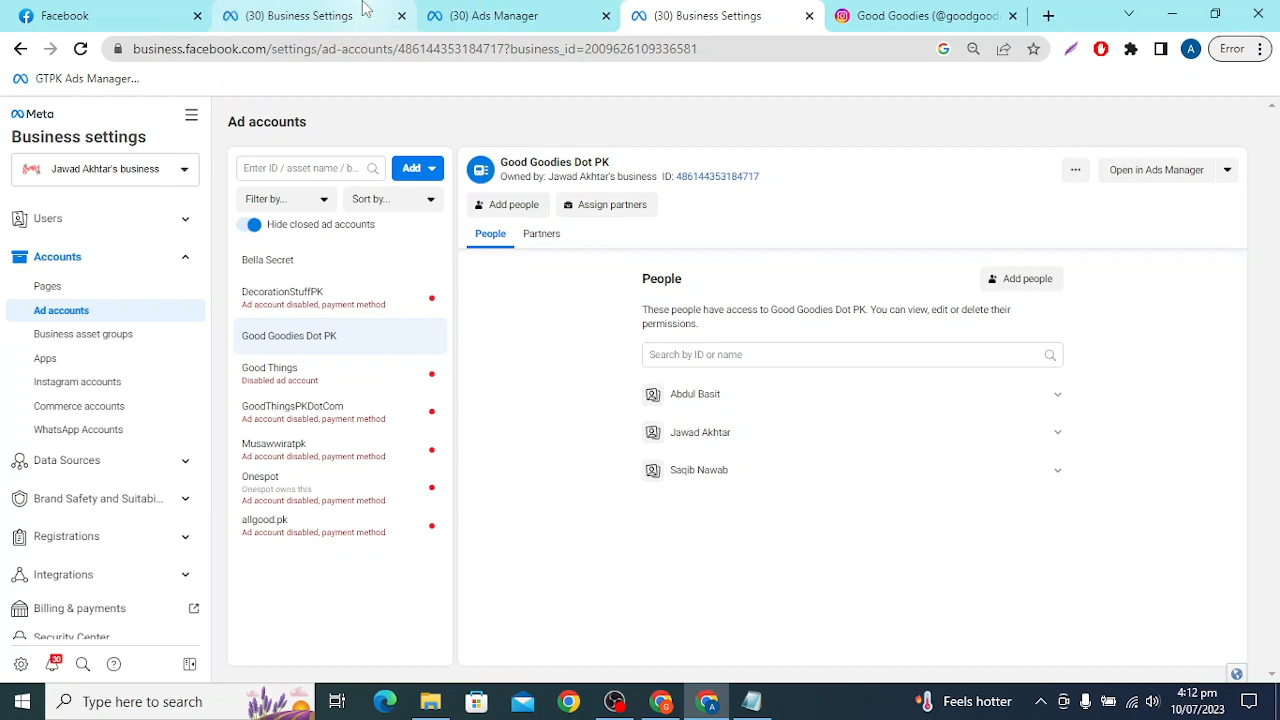 Facebook
(30) Business Settings
(30) Ads Manager
(30) Business Settings
Good Goodies (@goodgood
business.facebook.com/settings/ad-accounts/486144353184717?business_id=2009626109336581
A
Error
GTPK Ads Manager...
Meta
Business settings
Jawad Akhtar's business
Users
Accounts
Pages
Ad accounts
Business asset groups
Apps
Instagram accounts
Commerce accounts
WhatsApp Accounts
Data Sources
Brand Safety and Suitabi...
Registrations
Integrations
Billing & payments
Security Center
30
Ad accounts
Enter ID / asset name / b...
Add
Filter by...
Sort by...
Hide closed ad accounts
Bella Secret
DecorationStuffPK
Ad account disabled, payment method
Good Goodies Dot PK
Good Things
Disabled ad account
GoodThingsPKDotCom
Ad account disabled, payment method
Musawwiratpk
Ad account disabled, payment method
Onespot
Onespot owns this
Ad account disabled, payment method
allgood.pk
Ad account disabled, payment method
Good Goodies Dot PK
Owned by: Jawad Akhtar's business ID: 486144353184717
...
Open in Ads Manager
Add people
Assign partners
People
Partners
People
Add people
These people have access to Good Goodies Dot PK. You can view, edit or delete their
permissions.
Search by ID or name
Abdul Basit
Jawad Akhtar
Saqib Nawab
Type here to search
G
A
Feels hotter
4:12 pm
10/07/2023